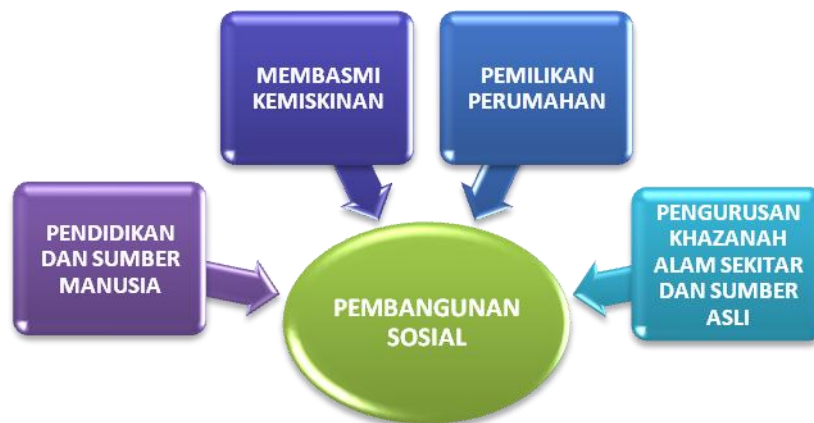 MEMBASMI
KEMISKINAN
PEMILIKAN
PERUMAHAN
PENDIDIKAN
DAN SUMBER
MANUSIA
PENGURUSAN
KHAZANAH
ALAM SEKITAR
DAN SUMBER
ASLI
PEMBANGUNAN
SOSIAL